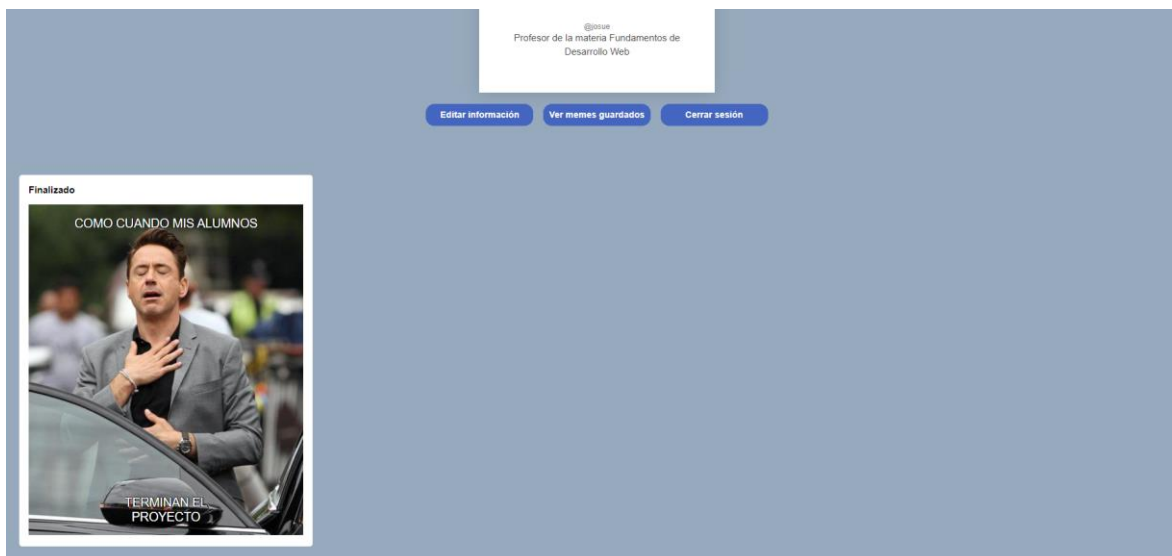 @josue
Profesor de la materia Fundamentos de
Desarrollo Web
Editar información
Ver memes guardados
Cerrar sesión
Finalizado
COMO CUANDO MIS ALUMNOS
TERMINAN EL
PROYECTO